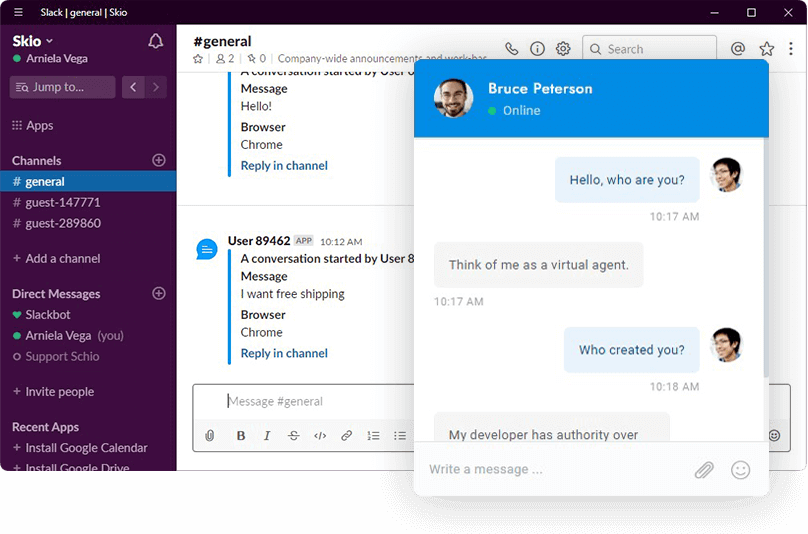 Slack | general | Skio
Skio
Arniela Vega
Jump to...
Apps
Channels
# general
# guest-147771
# guest-289860
+ Add a channel
Direct Messages
Slackbot
Arniela Vega (you)
Support Schio
+ Invite people
Recent Apps
+ Install Google Calendar
+ Install Google Drive
#general
2
0
Company-wide announcements and work-bas
Search
A conversation started by User 8
Message
Hello!
Browser
Chrome
Reply in channel
User 89462 APP 10:12 AM
A conversation started by User 8
Message
I want free shipping
Browser
Chrome
Reply in channel
Message #general
B I S
Bruce Peterson
Online
Hello, who are you?
10:17 AM
Think of me as a virtual agent.
10:17 AM
Who created you?
10:18 AM
My developer has authority over
Write a message ...